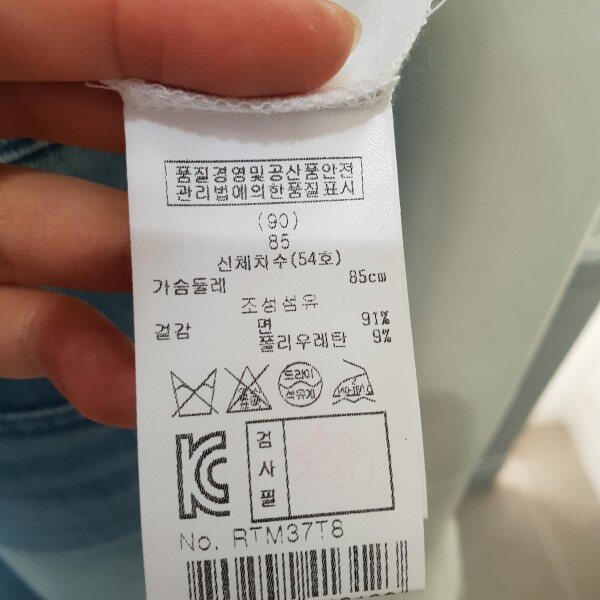 품질경영및공산품안전
관리법에의한품질표시
(90)
85
신체치수(54호)
가슴둘레 85cm
조성섬유
겉감 면 91%
폴리우레탄 9%
드라이
석유계
검
사
필
No. RTM37T8